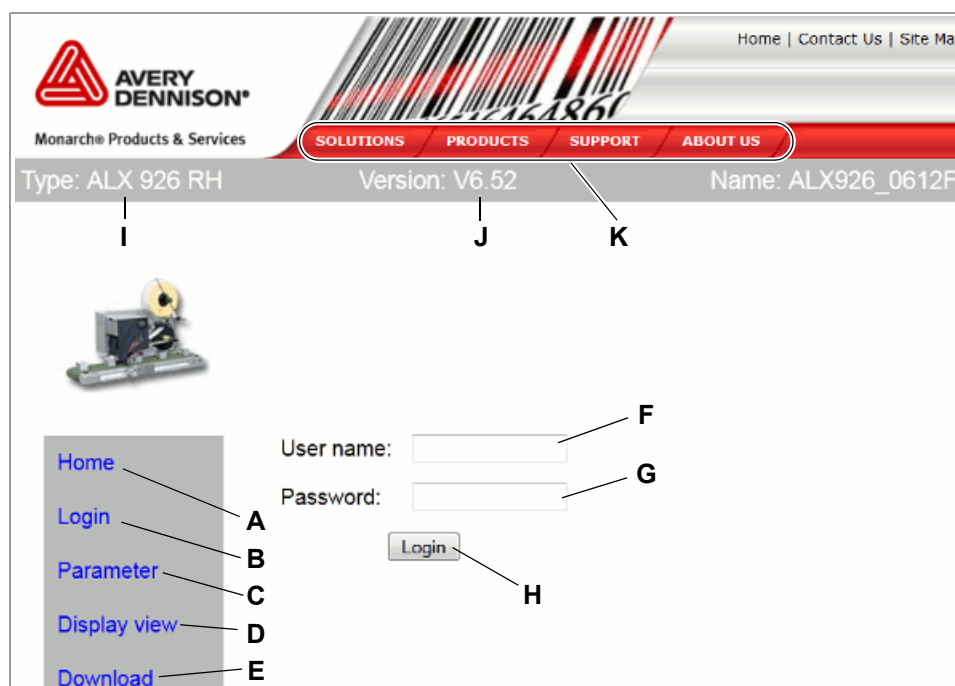 Home | Contact Us | Site Ma
AVERY
DENNISON®
Monarch® Products & Services
SOLUTIONS PRODUCTS SUPPORT ABOUT US
Type: ALX 926 RH Version: V6.52 Name: ALX926_0612F
I J K
User name: F
Password: G
Home A
Login B
Login H
Parameter C
Display view D
Download E